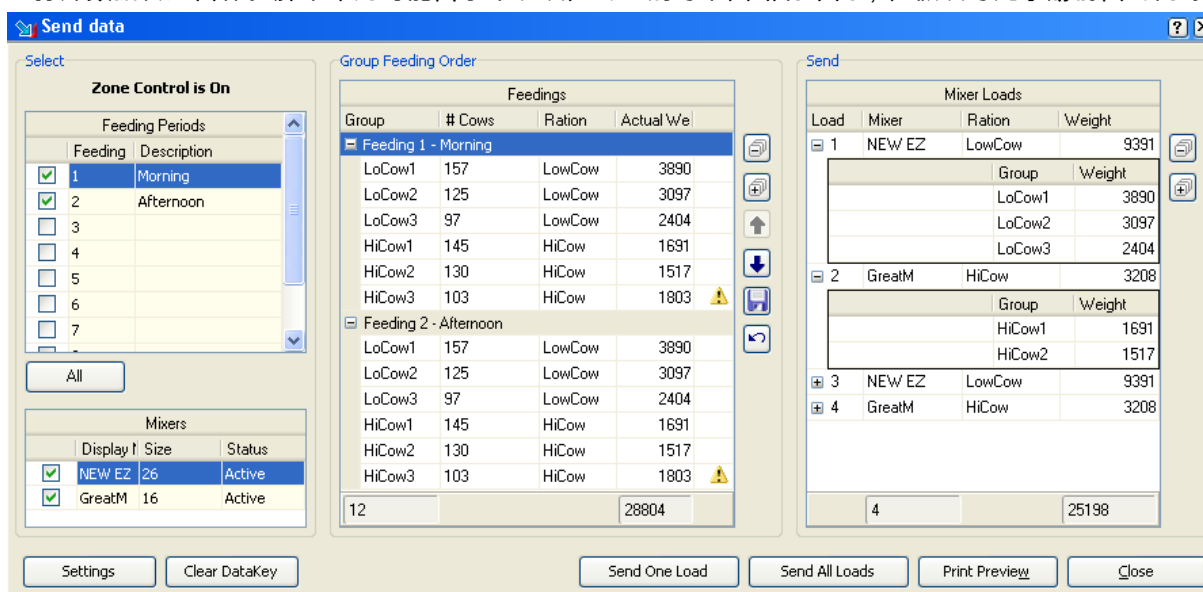 Send data
Select
Zone Control is On
Feeding Periods
Feeding Description
1 Morning
2 Afternoon
3
4
5
6
7
All
Mixers
Display N Size Status
NEW EZ 26 Active
GreatM 16 Active
Group Feeding Order
Feedings
Group # Cows Ration Actual We
Feeding 1 - Morning
LoCow1 157 LowCow 3890
LoCow2 125 LowCow 3097
LoCow3 97 LowCow 2404
HiCow1 145 HiCow 1691
HiCow2 130 HiCow 1517
HiCow3 103 HiCow 1803
Feeding 2 - Afternoon
LoCow1 157 LowCow 3890
LoCow2 125 LowCow 3097
LoCow3 97 LowCow 2404
HiCow1 145 HiCow 1691
HiCow2 130 HiCow 1517
HiCow3 103 HiCow 1803
12 28804
Send
Mixer Loads
Load Mixer Ration Weight
1 NEW EZ LowCow 9391
Group Weight
LoCow1 3890
LoCow2 3097
LoCow3 2404
2 GreatM HiCow 3208
Group Weight
HiCow1 1691
HiCow2 1517
3 NEW EZ LowCow 9391
4 GreatM HiCow 3208
4 25198
Settings Clear DataKey Send One Load Send All Loads Print Preview Close